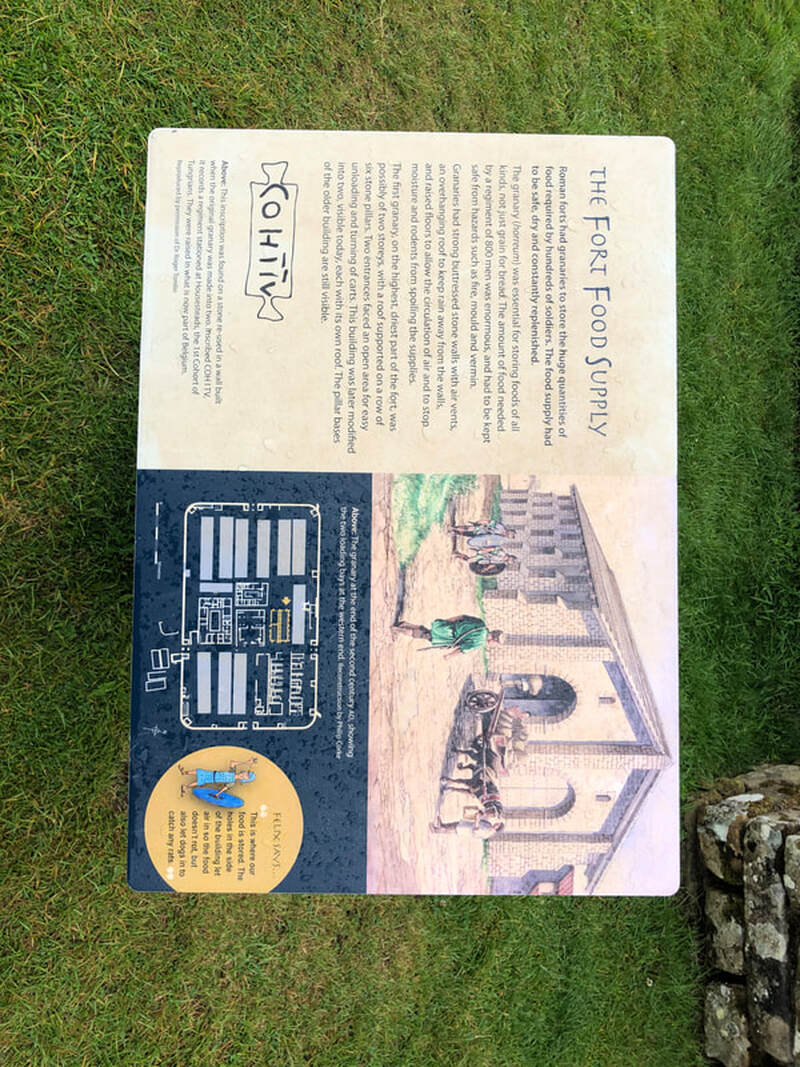 THE FORT FOOD SUPPLY
Roman forts had granaries to store the huge quantities of
food required by hundreds of soldiers. The food supply had
to be safe, dry and constantly replenished.
The granary (horreum) was essential for storing foods of all
kinds, not just grain for bread. The amount of food needed
by a regiment of 800 men was enormous, and had to be kept
safe from hazards such as fire, mould and vermin.
Granaries had strong buttressed stone walls with air vents,
an overhanging roof to keep rain away from the walls,
and raised floors to allow the circulation of air and to stop
moisture and rodents from spoiling the supplies.
The first granary, on the highest, driest part of the fort, was
possibly of two storeys, with a roof supported on a row of
six stone pillars. Two entrances faced an open area for easy
unloading and turning of carts. This building was later modified
into two, visible today, each with its own roof. The pillar bases
of the older building are still visible.
COH I TV
Above: This inscription was found on a stone re-used in a wall built
when the original granary was made into two. Inscribed COH I TV,
it records a regiment stationed at Housesteads, the 1st Cohort of
Tungrians. They were raised in what is now part of Belgium.
Reproduced by permission of Dr Roger Tomlin
Above: The granary at the end of the second century AD, showing
the two loading bays at the western end. Reconstruction by Philip Corke
FELIX SAYS...
This is where our
food is stored. The
holes in the side
of the building let
air in so the food
doesn't rot, but
also let dogs in to
catch any rats.